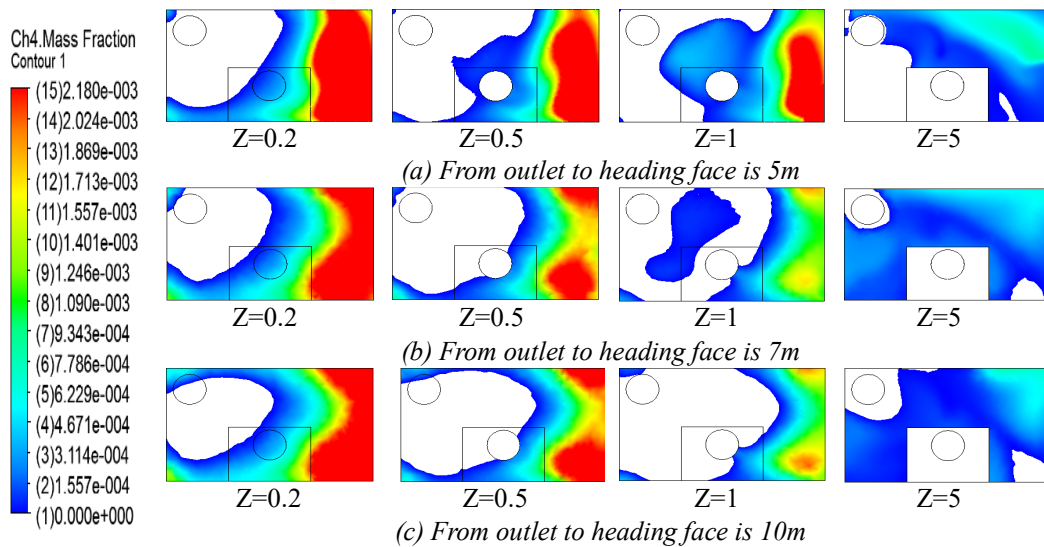 Ch4.Mass Fraction
Contour 1
(15)2.180e-003
(14)2.024e-003
(13)1.869e-003
(12)1.713e-003
(11)1.557e-003
(10)1.401e-003
(9)1.246e-003
(8)1.090e-003
(7)9.343e-004
(6)7.786e-004
(5)6.229e-004
(4)4.671e-004
(3)3.114e-004
(2)1.557e-004
(1)0.000e+000
Z=0.2 Z=0.5 Z=1 Z=5
(a) From outlet to heading face is 5m
Z=0.2 Z=0.5 Z=1 Z=5
(b) From outlet to heading face is 7m
Z=0.2 Z=0.5 Z=1 Z=5
(c) From outlet to heading face is 10m